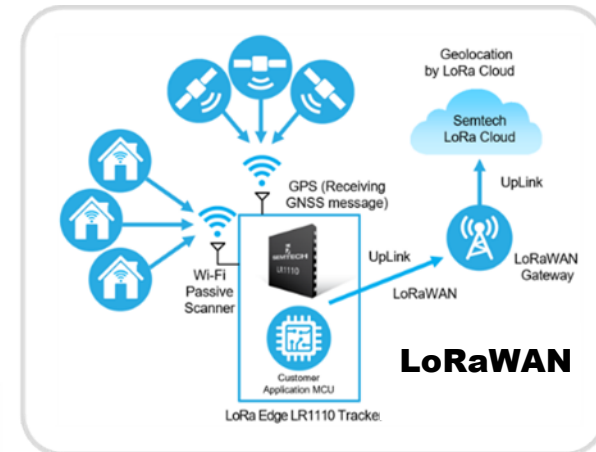 Geolocation
by LoRa Cloud
Semtech
LoRa Cloud
UpLink
GPS (Receiving
GNSS message)
Wi-Fi
Passive
Scanner
SEMTECH
LR1110
UpLink
LoRaWAN
LoRaWAN
Gateway
Customer
Application MCU
LoRaWAN
LoRa Edge LR1110 Tracke